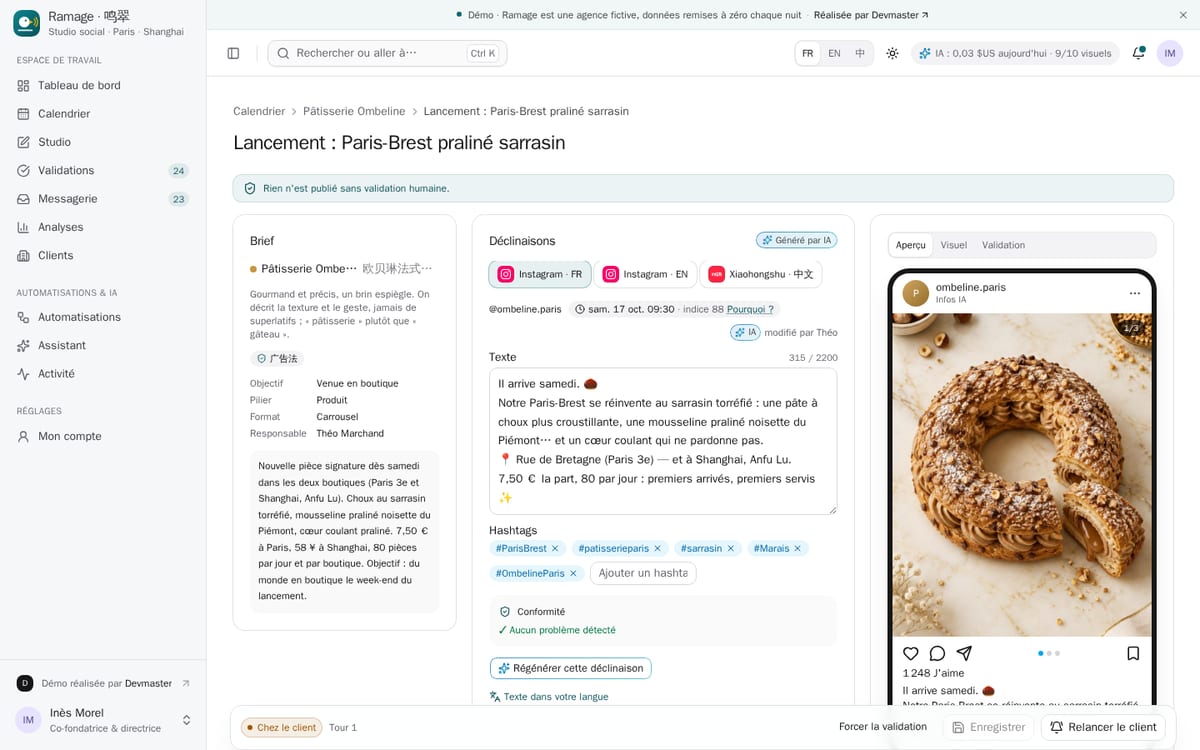 Ramage · 鸣翠
Studio social · Paris · Shanghai
ESPACE DE TRAVAIL
Tableau de bord
Calendrier
Studio
Validations 24
Messagerie 23
Analyses
Clients
AUTOMATISATIONS & IA
Automatisations
Assistant
Activité
RÉGLAGES
Mon compte
D Démo réalisée par Devmaster ↗
IM Inès Morel
Co-fondatrice & directrice
Démo · Ramage est une agence fictive, données remises à zéro chaque nuit · Réalisée par Devmaster ↗
Rechercher ou aller à… Ctrl K
FR EN 中
IA : 0,03 $US aujourd'hui · 9/10 visuels
IM
Calendrier > Pâtisserie Ombeline > Lancement : Paris-Brest praliné sarrasin
Lancement : Paris-Brest praliné sarrasin
Rien n'est publié sans validation humaine.
Brief
Pâtisserie Ombe… 欧贝琳法式…
Gourmand et précis, un brin espiègle. On
décrit la texture et le geste, jamais de
superlatifs ; « pâtisserie » plutôt que «
gâteau ».
广告法
Objectif Venue en boutique
Pilier Produit
Format Carrousel
Responsable Théo Marchand
Nouvelle pièce signature dès samedi
dans les deux boutiques (Paris 3e et
Shanghai, Anfu Lu). Choux au sarrasin
torréfié, mousseline praliné noisette du
Piémont, cœur coulant praliné. 7,50 €
à Paris, 58 ¥ à Shanghai, 80 pièces
par jour et par boutique. Objectif : du
monde en boutique le week-end du
lancement.
Déclinaisons
Généré par IA
Instagram · FR
Instagram · EN
Xiaohongshu · 中文
@ombeline.paris sam. 17 oct. 09:30 · indice 88 Pourquoi ?
IA modifié par Théo
Texte 315 / 2200
Il arrive samedi. 🌰
Notre Paris-Brest se réinvente au sarrasin torréfié : une pâte à
choux plus croustillante, une mousseline praliné noisette du
Piémont… et un cœur coulant qui ne pardonne pas.
📍 Rue de Bretagne (Paris 3e) — et à Shanghai, Anfu Lu.
7,50 € la part, 80 par jour : premiers arrivés, premiers servis
✨
Hashtags
#ParisBrest × #patisserieparis × #sarrasin × #Marais ×
#OmbelineParis × Ajouter un hashta
Conformité
✓ Aucun problème détecté
Régénérer cette déclinaison
Texte dans votre langue
Chez le client Tour 1
Forcer la validation
Enregistrer
Relancer le client
Aperçu Visuel Validation
P ombeline.paris
Infos IA
1/3
1 248 J'aime
Il arrive samedi. 🌰
Notre Paris-Brest se réinvente au sarrasin torréfié